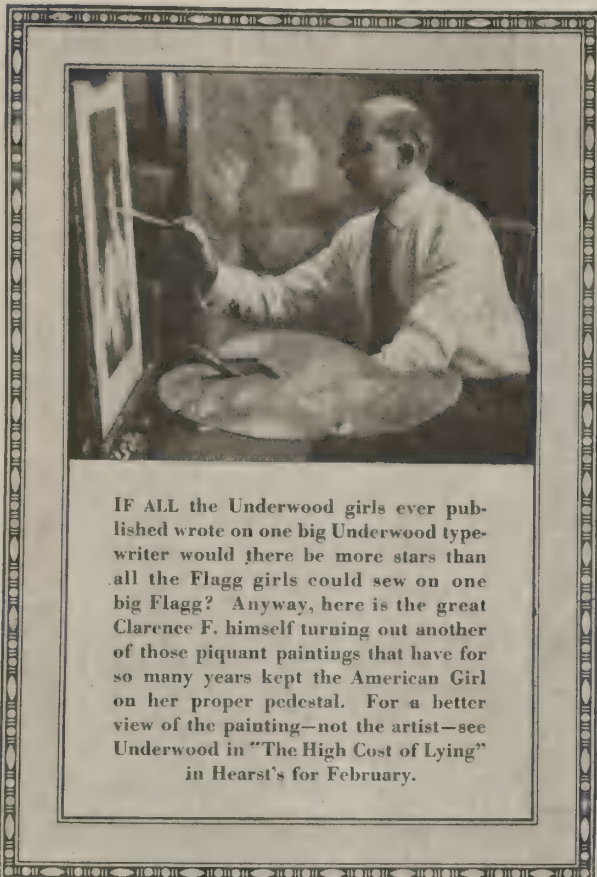 IF ALL the Underwood girls ever pub-
lished wrote on one big Underwood type-
writer would there be more stars than
all the Flagg girls could sew on one
big Flagg? Anyway, here is the great
Clarence F. himself turning out another
of those piquant paintings that have for
so many years kept the American Girl
on her proper pedestal. For a better
view of the painting—not the artist—see
Underwood in "The High Cost of Lying"
in Hearst's for February.